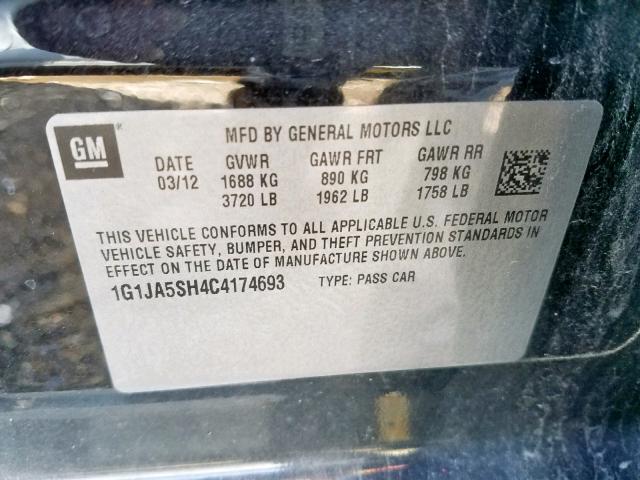 GM
MFD BY GENERAL MOTORS LLC
DATE GVWR GAWR FRT GAWR RR
03/12 1688 KG 890 KG 798 KG
3720 LB 1962 LB 1758 LB
THIS VEHICLE CONFORMS TO ALL APPLICABLE U.S. FEDERAL MOTOR
VEHICLE SAFETY, BUMPER, AND THEFT PREVENTION STANDARDS IN
EFFECT ON THE DATE OF MANUFACTURE SHOWN ABOVE.
1G1JA5SH4C4174693 TYPE: PASS CAR